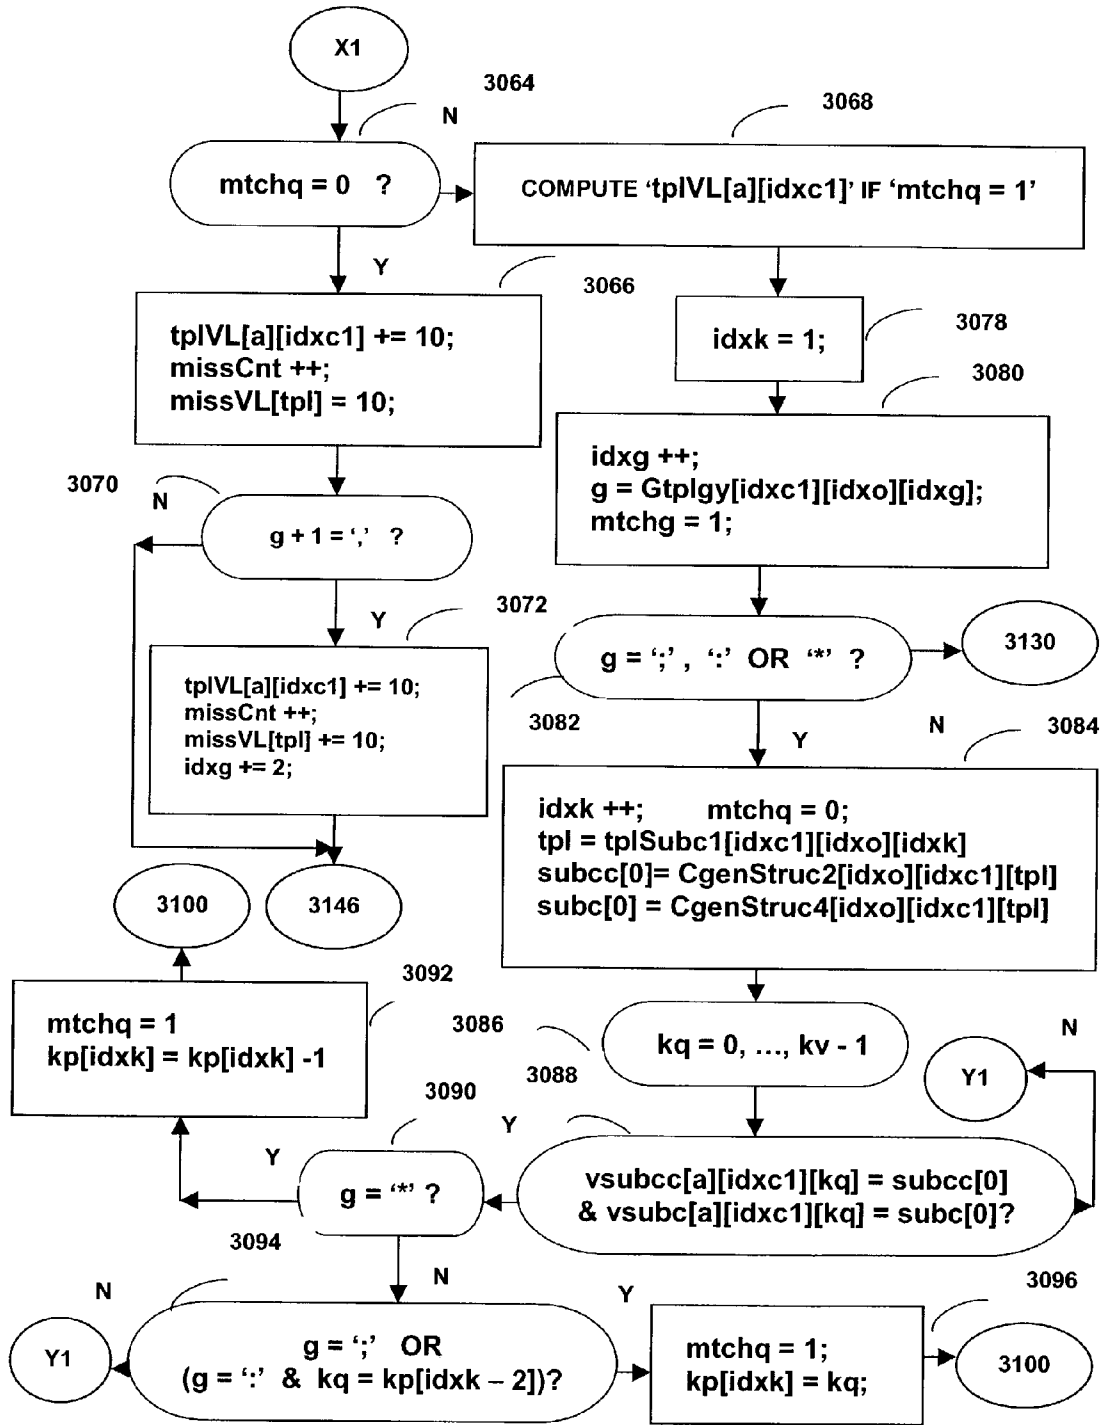 X1
3064
N
3068
mtchq = 0 ?
COMPUTE ‘tplVL[a][idxc1]’ IF ‘mtchq = 1’
Y
3066
tplVL[a][idxc1] += 10;
missCnt ++;
missVL[tpl] = 10;
idxk = 1;
3078
3080
3070
N
g + 1 = ‘,’ ?
idxg ++;
g = Gtplgy[idxc1][idxo][idxg];
mtchg = 1;
Y
3072
g = ‘;’ , ‘:’ OR ‘*’ ?
3130
tplVL[a][idxc1] += 10;
missCnt ++;
missVL[tpl] += 10;
idxg += 2;
3082
Y
N
3084
idxk ++; mtchq = 0;
tpl = tplSubc1[idxc1][idxo][idxk]
subcc[0]= CgenStruc2[idxo][idxc1][tpl]
subc[0] = CgenStruc4[idxo][idxc1][tpl]
3100
3146
3092
mtchq = 1
kp[idxk] = kp[idxk] -1
3086
kq = 0, ..., kv - 1
N
3088
Y1
3090
Y
Y
g = ‘*’ ?
vsubcc[a][idxc1][kq] = subcc[0]
& vsubc[a][idxc1][kq] = subc[0]?
3094
N
N
Y
3096
Y1
g = ‘;’ OR
(g = ‘:’ & kq = kp[idxk – 2])?
mtchq = 1;
kp[idxk] = kq;
3100